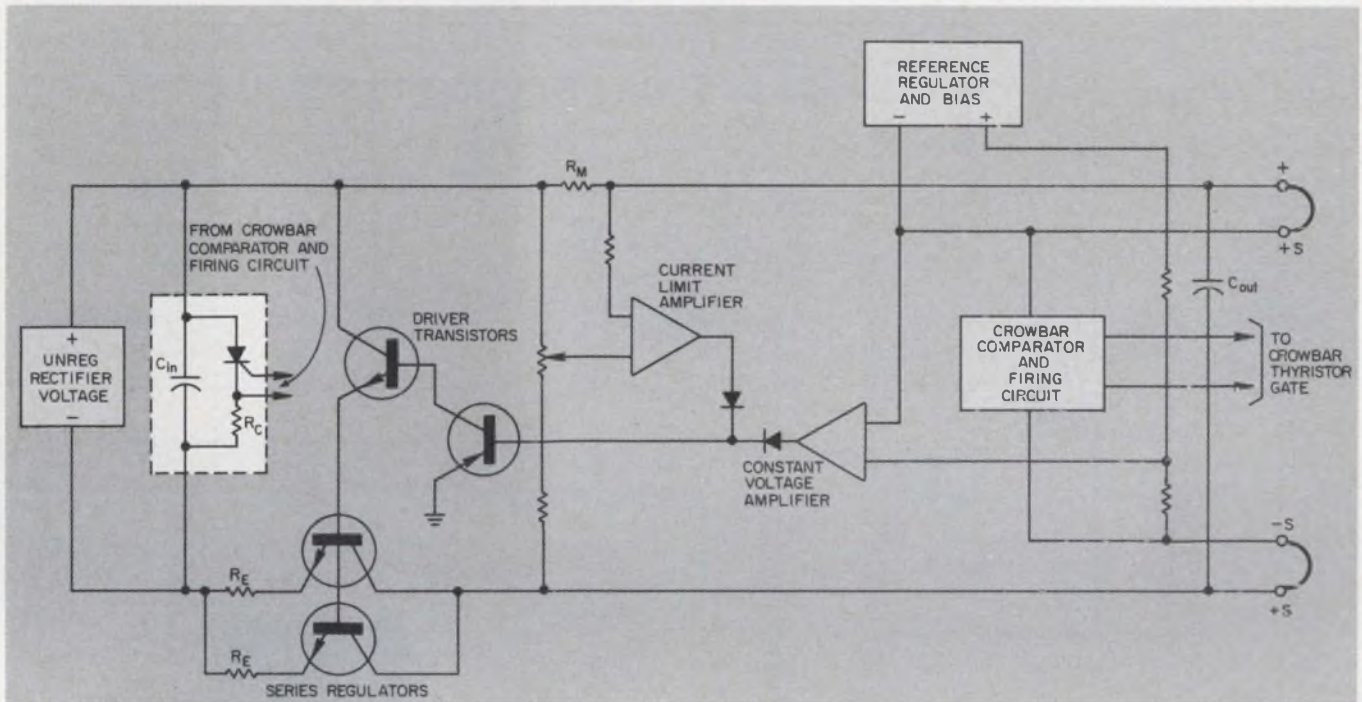 REFERENCE
REGULATOR
AND BIAS
-
+
R_M
+
+S
FROM CROWBAR
COMPARATOR AND
FIRING CIRCUIT
CURRENT
LIMIT
AMPLIFIER
C_out
DRIVER
TRANSISTORS
CROWBAR
COMPARATOR
AND
FIRING
CIRCUIT
TO
CROWBAR
THYRISTOR
GATE
+
UNREG
RECTIFIER
VOLTAGE
-
C_in
R_C
CONSTANT
VOLTAGE
AMPLIFIER
-S
+S
R_E
R_E
SERIES REGULATORS